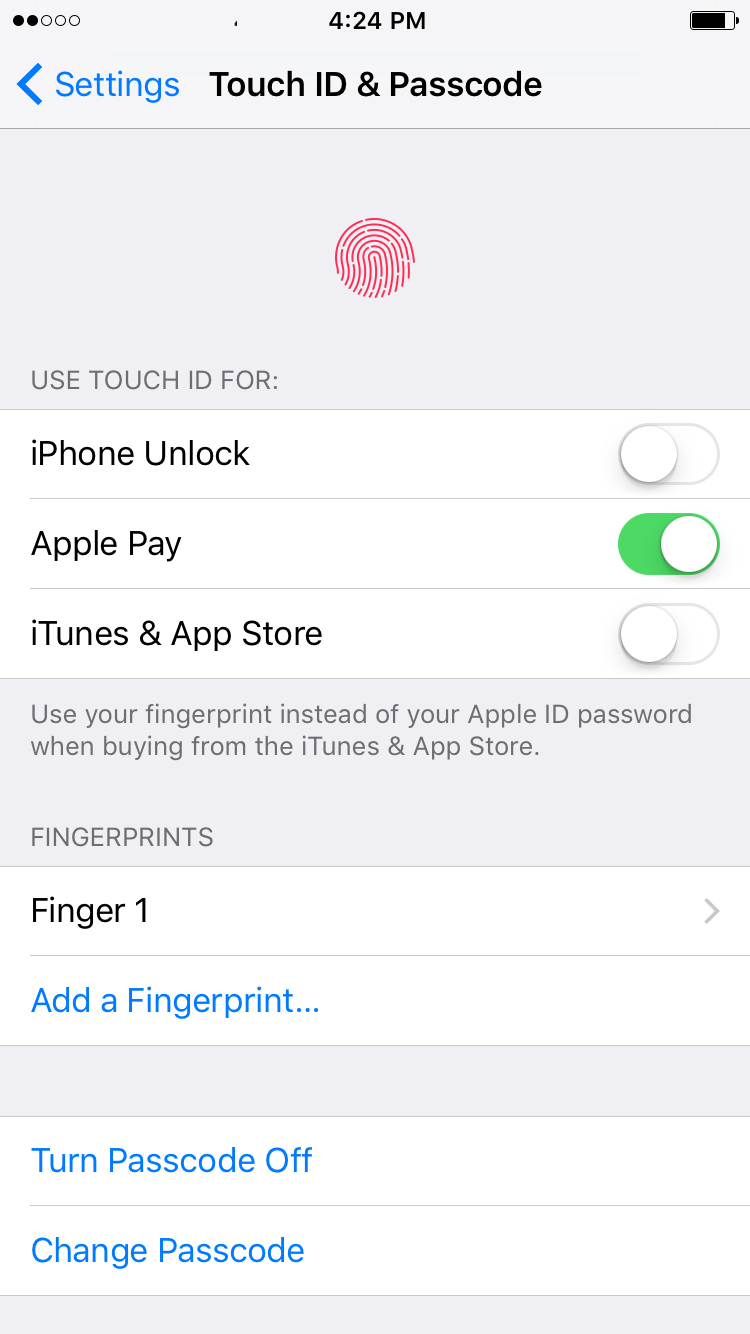 4:24 PM
Settings
Touch ID & Passcode
USE TOUCH ID FOR:
iPhone Unlock
Apple Pay
iTunes & App Store
Use your fingerprint instead of your Apple ID password
when buying from the iTunes & App Store.
FINGERPRINTS
Finger 1
Add a Fingerprint...
Turn Passcode Off
Change Passcode